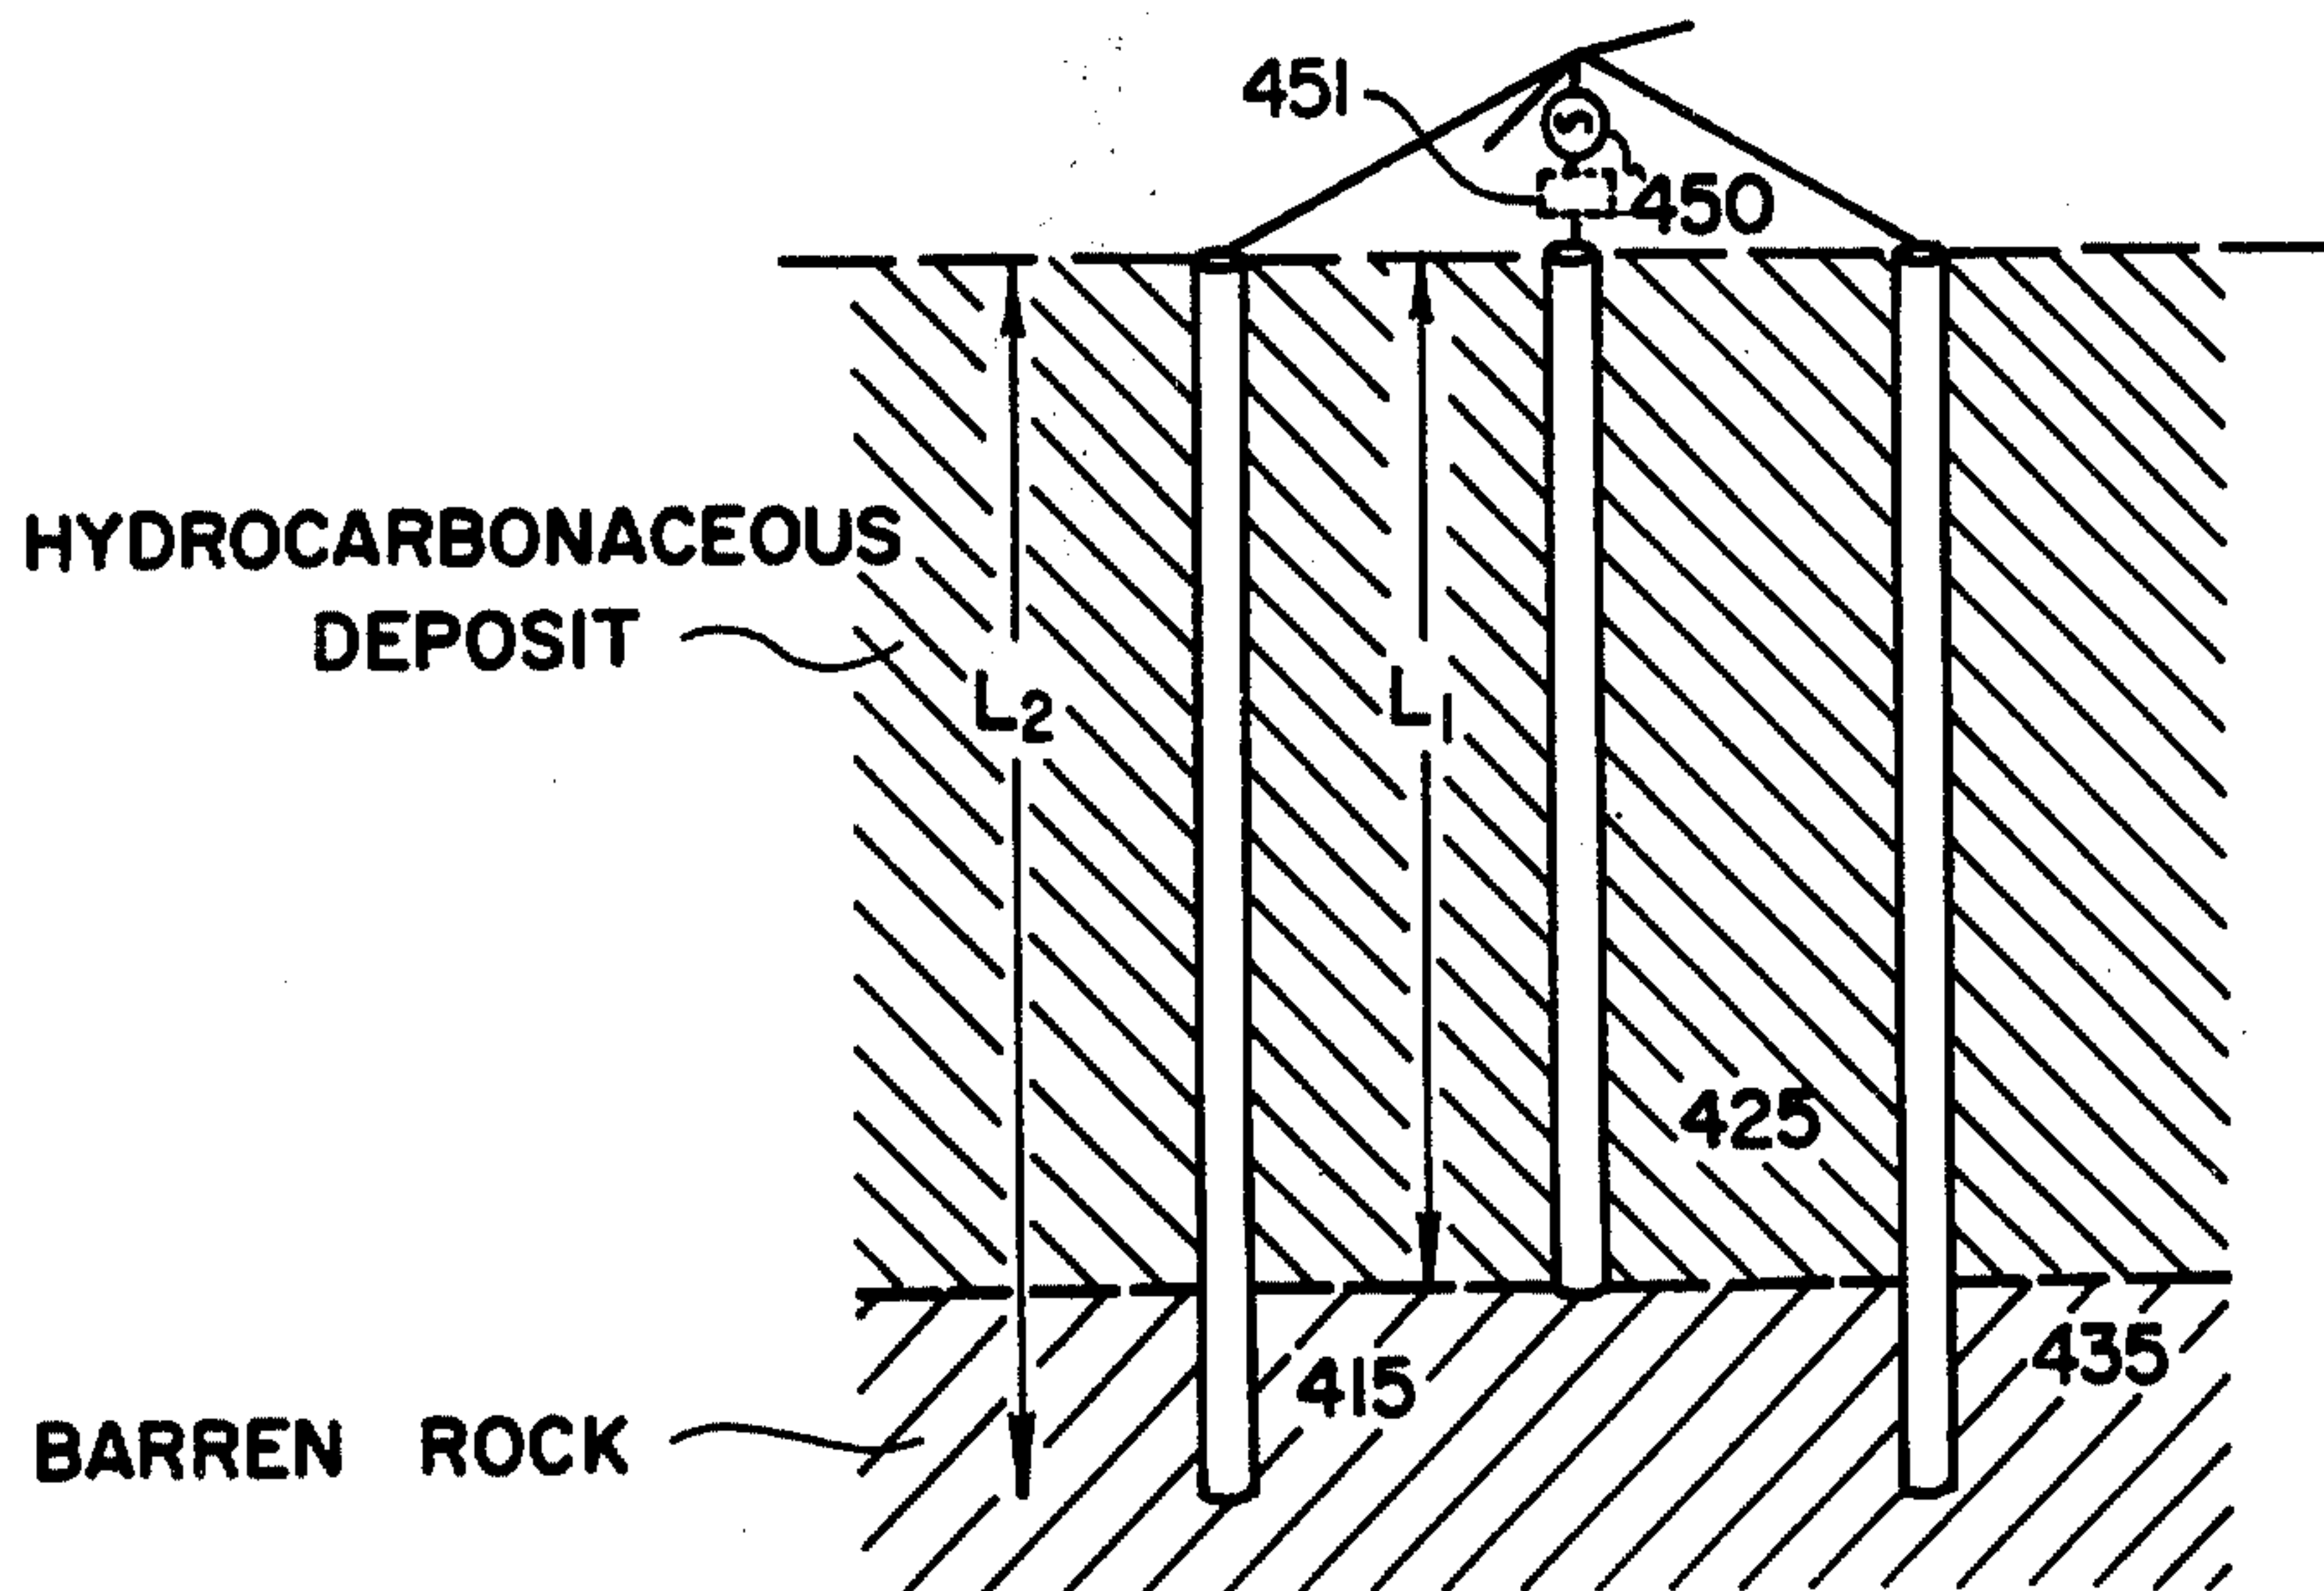 451
S
450
HYDROCARBONACEOUS
DEPOSIT
L2
L1
425
415
435
BARREN ROCK